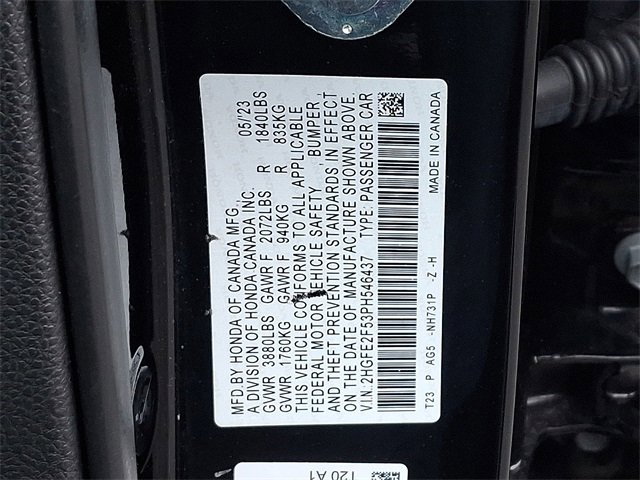 MFD BY HONDA OF CANADA MFG., 05/'23
A DIVISION OF HONDA CANADA INC.
GVWR 3880LBS GAWR F 2072LBS R 1840LBS
GVWR 1760KG GAWR F 940KG R 835KG
THIS VEHICLE CONFORMS TO ALL APPLICABLE
FEDERAL MOTOR VEHICLE SAFETY, BUMPER,
AND THEFT PREVENTION STANDARDS IN EFFECT
ON THE DATE OF MANUFACTURE SHOWN ABOVE.
V.I.N.:2HGFE2F53PH546437 TYPE: PASSENGER CAR
T23 P AG5 -NH731P -Z -H MADE IN CANADA
T20 A1